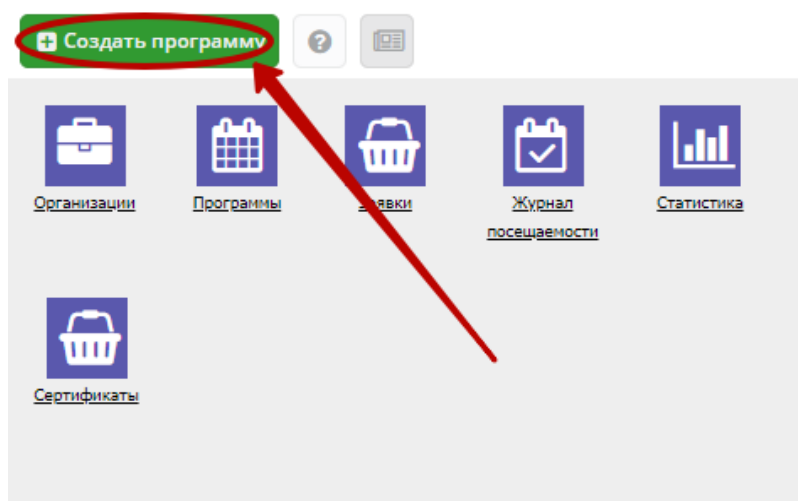 Создать программу
Организации
Программы
Заявки
Журнал
посещаемости
Статистика
Сертификаты